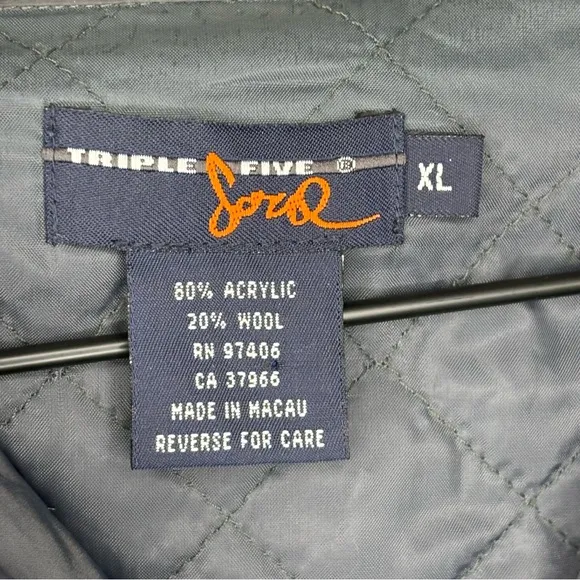 TRIPLE FIVE ®
Soul
XL
80% ACRYLIC
20% WOOL
RN 97406
CA 37966
MADE IN MACAU
REVERSE FOR CARE